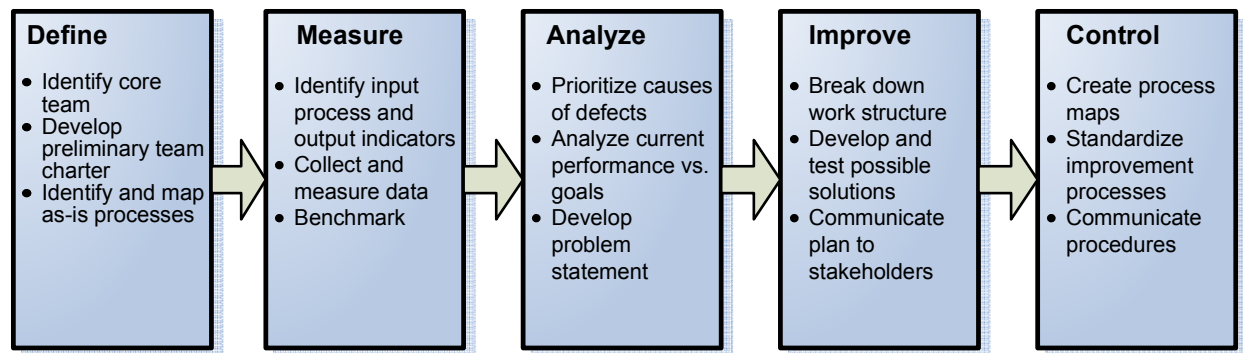 Define
• Identify core
team
• Develop
preliminary team
charter
• Identify and map
as-is processes
Measure
• Identify input
process and
output indicators
• Collect and
measure data
• Benchmark
Analyze
• Prioritize causes
of defects
• Analyze current
performance vs.
goals
• Develop
problem
statement
Improve
• Break down
work structure
• Develop and
test possible
solutions
• Communicate
plan to
stakeholders
Control
• Create process
maps
• Standardize
improvement
processes
• Communicate
procedures